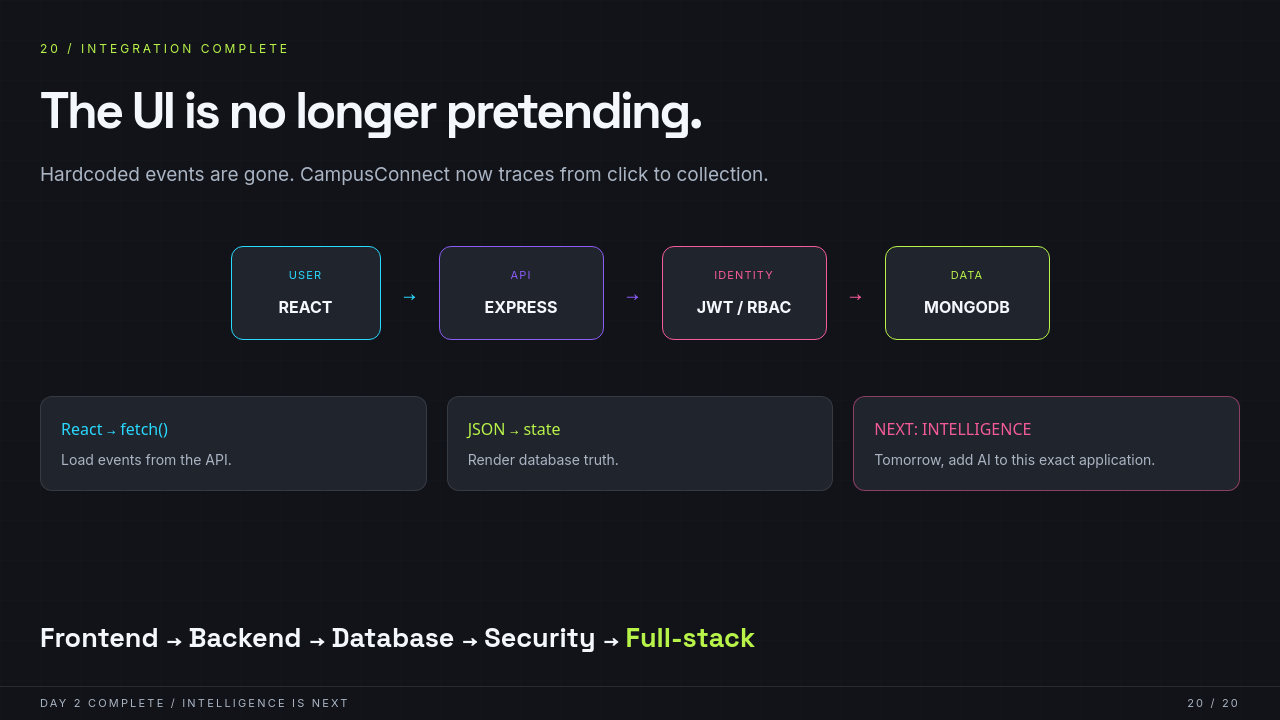 20 / INTEGRATION COMPLETE
The UI is no longer pretending.
Hardcoded events are gone. CampusConnect now traces from click to collection.
USER
REACT
→
API
EXPRESS
→
IDENTITY
JWT / RBAC
→
DATA
MONGODB
React → fetch()
Load events from the API.
JSON → state
Render database truth.
NEXT: INTELLIGENCE
Tomorrow, add AI to this exact application.
Frontend → Backend → Database → Security → Full-stack
DAY 2 COMPLETE / INTELLIGENCE IS NEXT
20 / 20